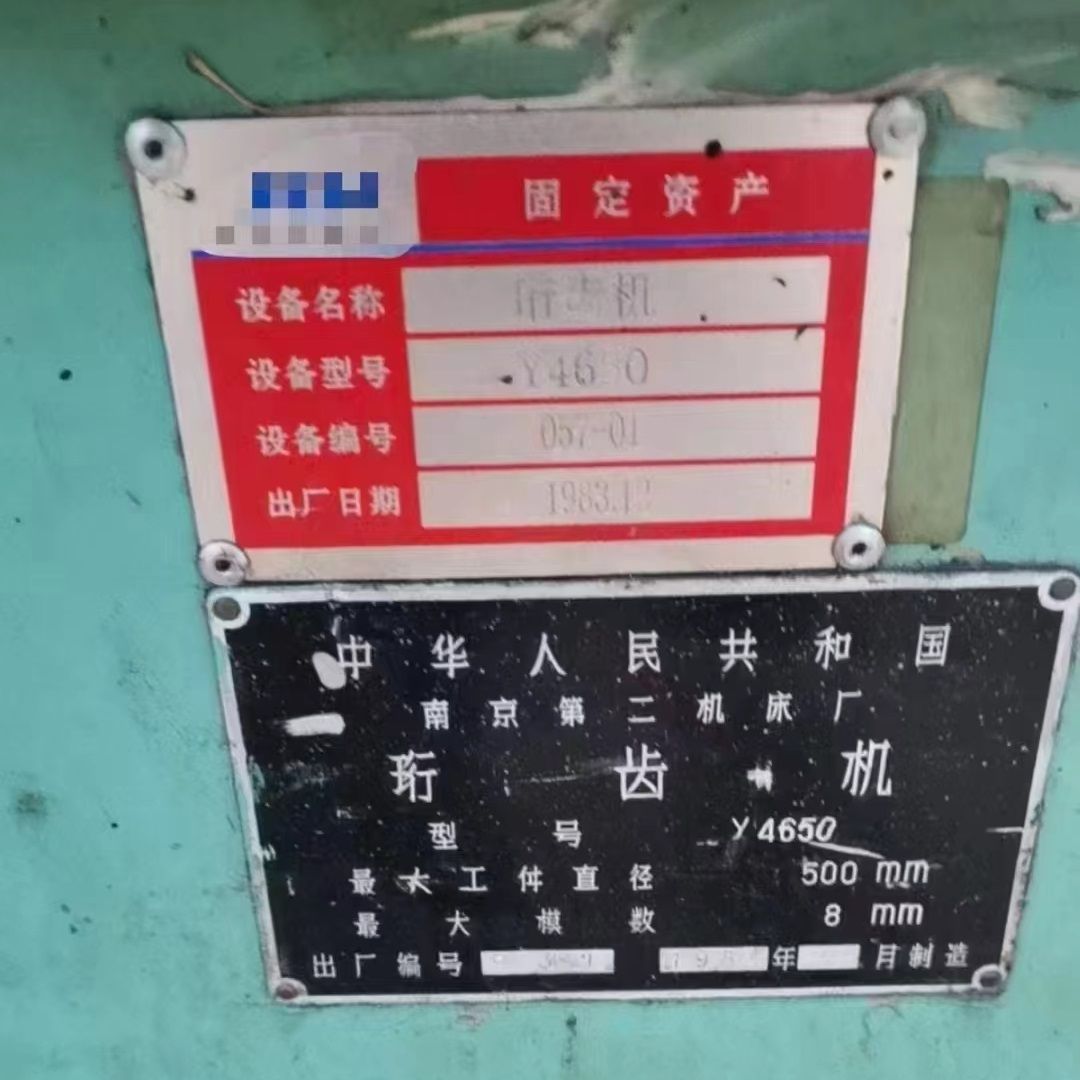 固定资产
设备名称 珩齿机
设备型号 Y4650
设备编号 057-01
出厂日期 1983.12
中华人民共和国
南京第二机床厂
珩齿机
型号 Y4650
最大工件直径 500 mm
最大模数 8 mm
出厂编号 年 月制造